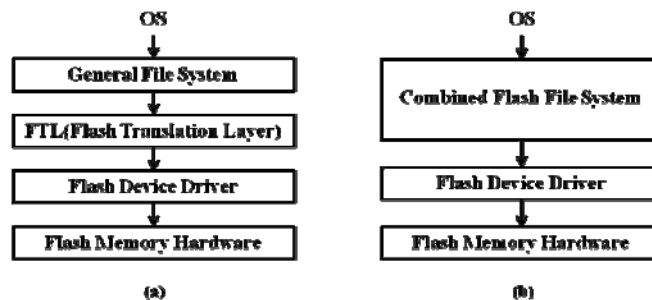 OS
General File System
FTL(Flash Translation Layer)
Flash Device Driver
Flash Memory Hardware
(a)
OS
Combined Flash File System
Flash Device Driver
Flash Memory Hardware
(b)